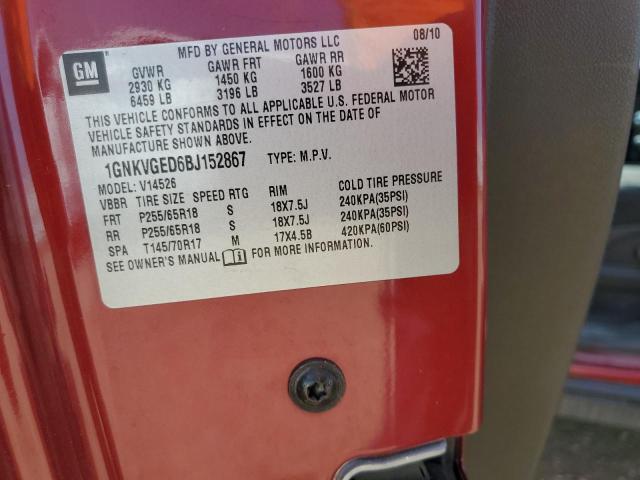 GM
MFD BY GENERAL MOTORS LLC 08/10
GVWR GAWR FRT GAWR RR
2930 KG 1450 KG 1600 KG
6459 LB 3196 LB 3527 LB
THIS VEHICLE CONFORMS TO ALL APPLICABLE U.S. FEDERAL MOTOR
VEHICLE SAFETY STANDARDS IN EFFECT ON THE DATE OF
MANUFACTURE SHOWN ABOVE.
1GNKVGED6BJ152867 TYPE: M.P.V.
MODEL: V14526
VBBR TIRE SIZE SPEED RTG RIM COLD TIRE PRESSURE
FRT P255/65R18 S 18X7.5J 240KPA(35PSI)
RR P255/65R18 S 18X7.5J 240KPA(35PSI)
SPA T145/70R17 M 17X4.5B 420KPA(60PSI)
SEE OWNER'S MANUAL i FOR MORE INFORMATION.